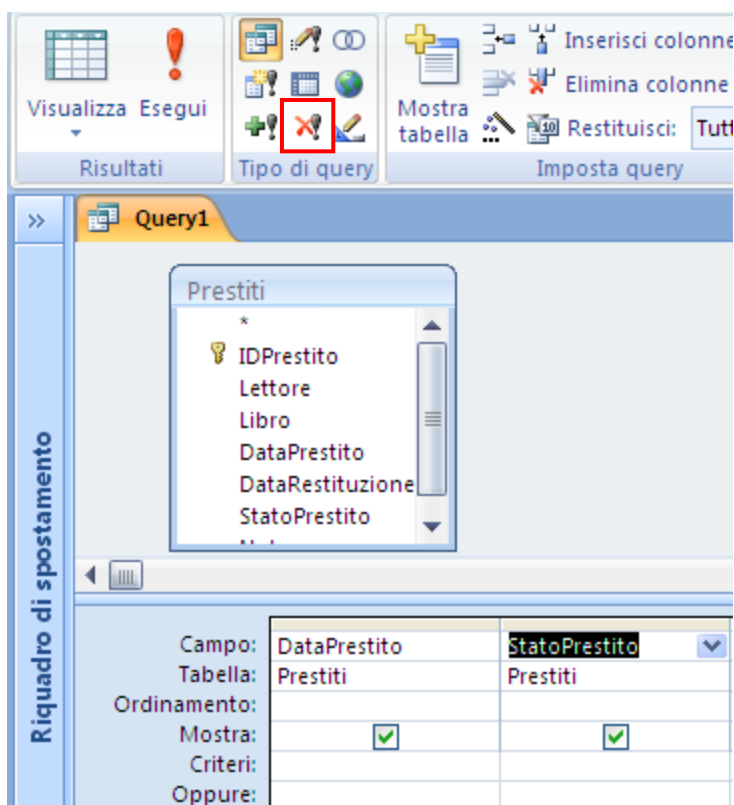 Visualizza Esegui
Risultati
Tipo di query
Mostra
tabella
Inserisci colonne
Elimina colonne
Restituisci: Tutt
Imposta query
Query1
Riquadro di spostamento
Prestiti
*
IDPrestito
Lettore
Libro
DataPrestito
DataRestituzione
StatoPrestito
Campo: DataPrestito StatoPrestito
Tabella: Prestiti Prestiti
Ordinamento:
Mostra:
Criteri:
Oppure: